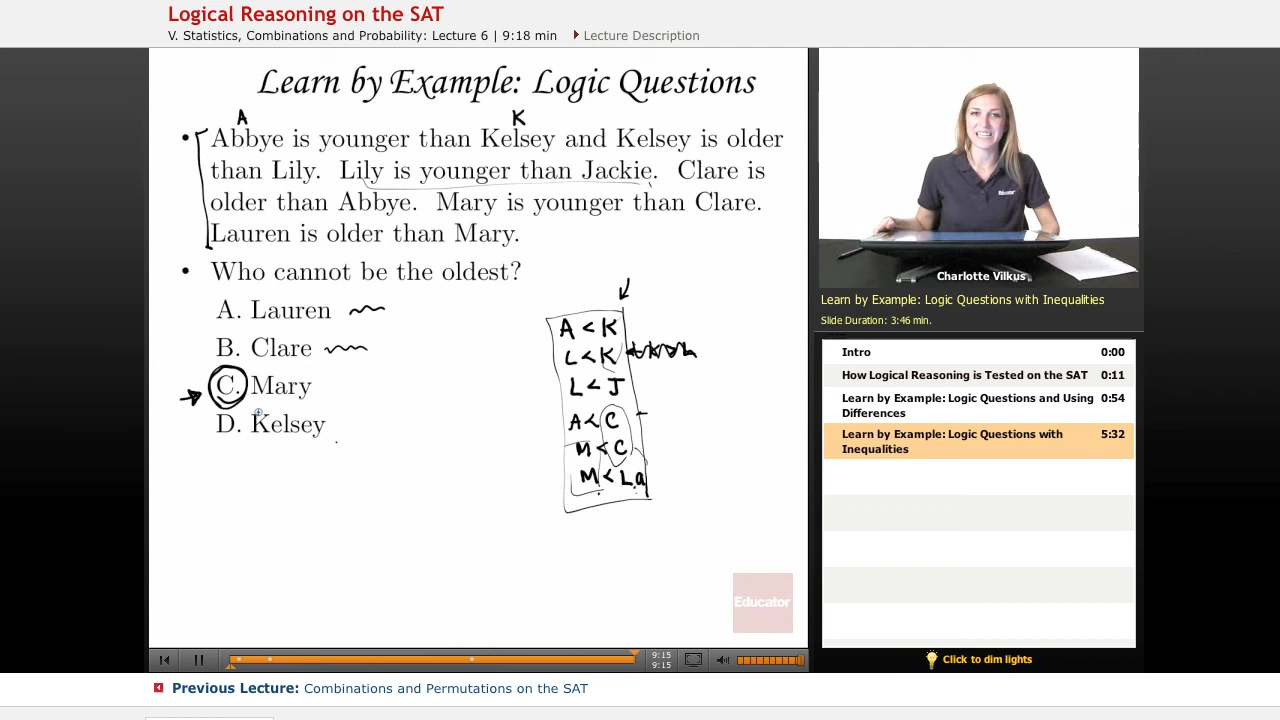 Logical Reasoning on the SAT
V. Statistics, Combinations and Probability: Lecture 6 | 9:18 min
Lecture Description
Learn by Example: Logic Questions
A K
• Abbye is younger than Kelsey and Kelsey is older
than Lily. Lily is younger than Jackie. Clare is
older than Abbye. Mary is younger than Clare.
Lauren is older than Mary.
• Who cannot be the oldest?
A. Lauren
B. Clare
C. Mary
D. Kelsey
A < K
L < K
L < J
A < C
M < C
M < La
Educator
9:15
9:15
Educator
Charlotte Vilkus
Learn by Example: Logic Questions with Inequalities
Slide Duration: 3:46 min.
Intro 0:00
How Logical Reasoning is Tested on the SAT 0:11
Learn by Example: Logic Questions and Using 0:54
Differences
Learn by Example: Logic Questions with 5:32
Inequalities
Click to dim lights
Previous Lecture: Combinations and Permutations on the SAT